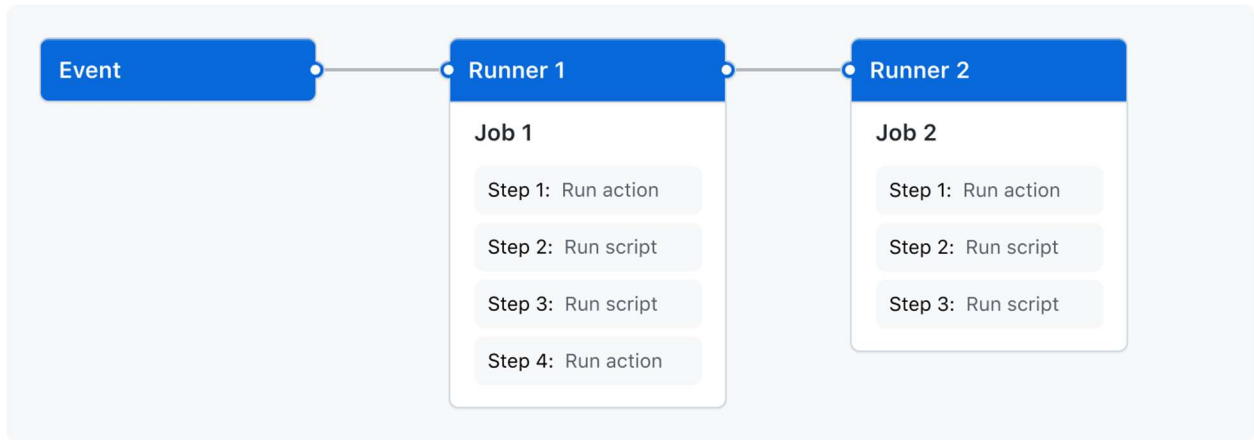 Event
Runner 1
Job 1
Step 1: Run action
Step 2: Run script
Step 3: Run script
Step 4: Run action
Runner 2
Job 2
Step 1: Run action
Step 2: Run script
Step 3: Run script